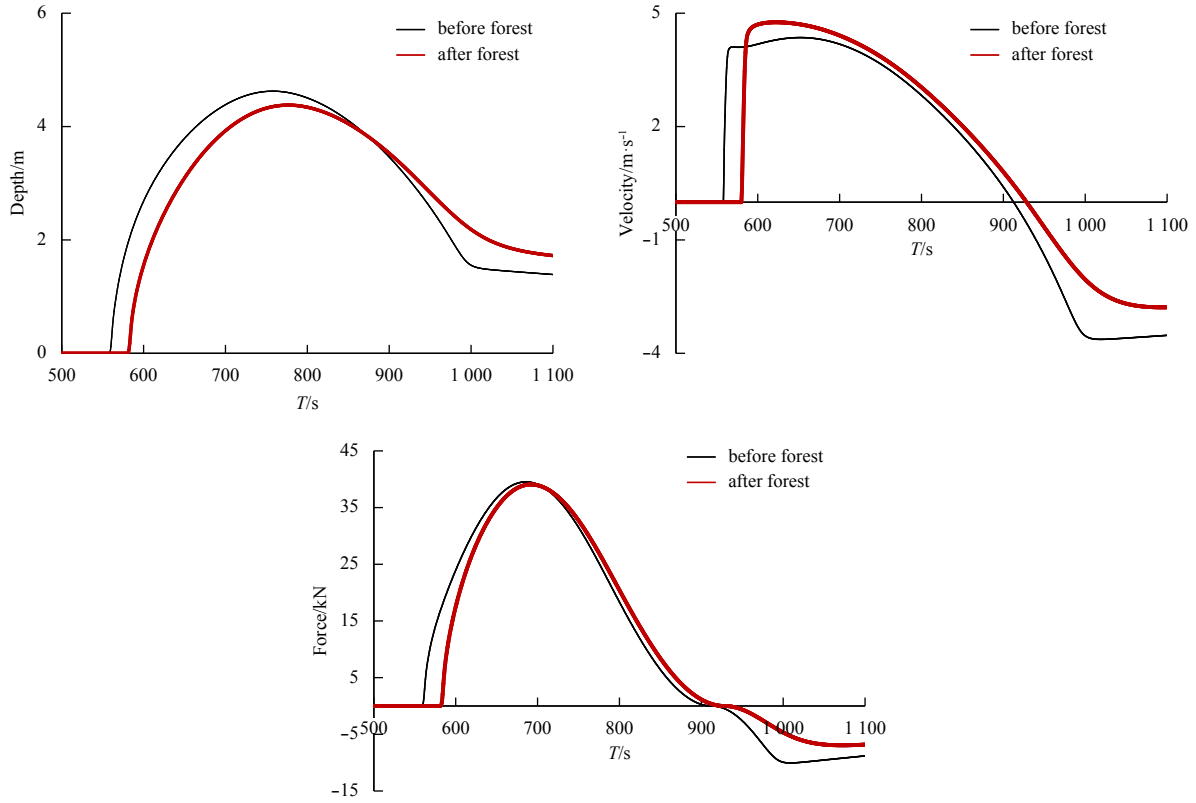 6
before forest
after forest
4
Depth/m
2
0
500 600 700 800 900 1 000 1 100
T/s
5
before forest
after forest
2
Velocity/m·s⁻¹
500 600 700 800 900 1 000 1 100
−1
T/s
−4
45
before forest
after forest
35
25
Force/kN
15
5
500 600 700 800 900 1 000 1 100
−5
T/s
−15